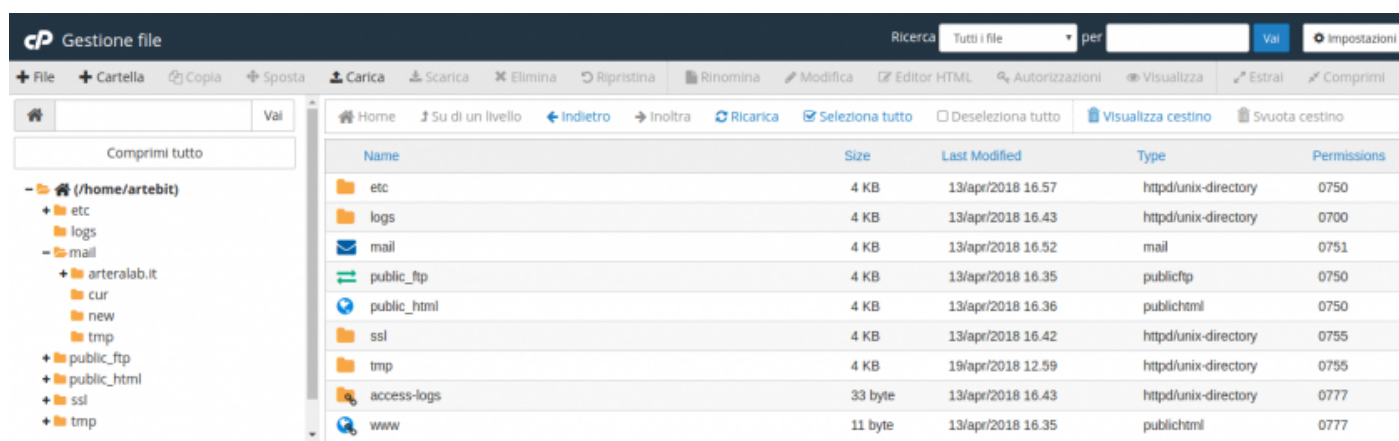 cP Gestione file Ricerca Tutti i file per Vai Impostazioni
File Cartella Copia Sposta Carica Scarica Elimina Ripristina Rinomina Modifica Editor HTML Autorizzazioni Visualizza Estrai Comprimi
Vai
Comprimi tutto
(/home/artebit)
etc
logs
mail
arteralab.it
cur
new
tmp
public_ftp
public_html
ssl
tmp
Home Su di un livello Indietro Inoltra Ricarica Seleziona tutto Deseleziona tutto Visualizza cestino Svuota cestino
Name Size Last Modified Type Permissions
etc 4 KB 13/apr/2018 16.57 httpd/unix-directory 0750
logs 4 KB 13/apr/2018 16.43 httpd/unix-directory 0700
mail 4 KB 13/apr/2018 16.52 mail 0751
public_ftp 4 KB 13/apr/2018 16.35 publicftp 0750
public_html 4 KB 13/apr/2018 16.36 publichtml 0750
ssl 4 KB 13/apr/2018 16.42 httpd/unix-directory 0755
tmp 4 KB 19/apr/2018 12.59 httpd/unix-directory 0755
access-logs 33 byte 13/apr/2018 16.43 httpd/unix-directory 0777
www 11 byte 13/apr/2018 16.35 publichtml 0777